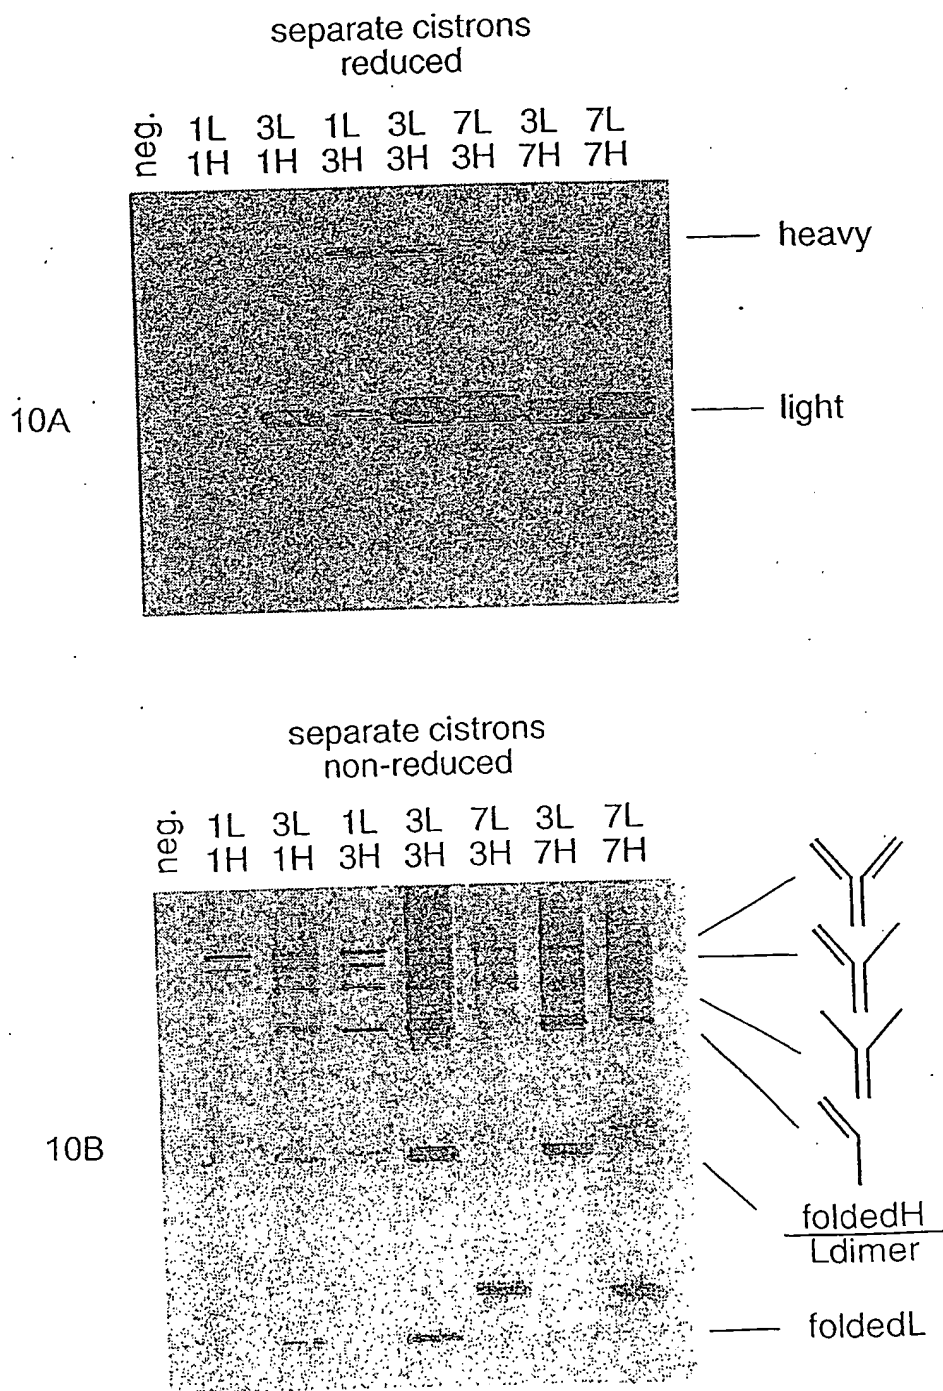 separate cistrons
reduced
neg. 1L 3L 1L 3L 7L 3L 7L
1H 1H 3H 3H 3H 7H 7H
heavy
10A
light
separate cistrons
non-reduced
neg. 1L 3L 1L 3L 7L 3L 7L
1H 1H 3H 3H 3H 7H 7H
10B
foldedH
Ldimer
foldedL